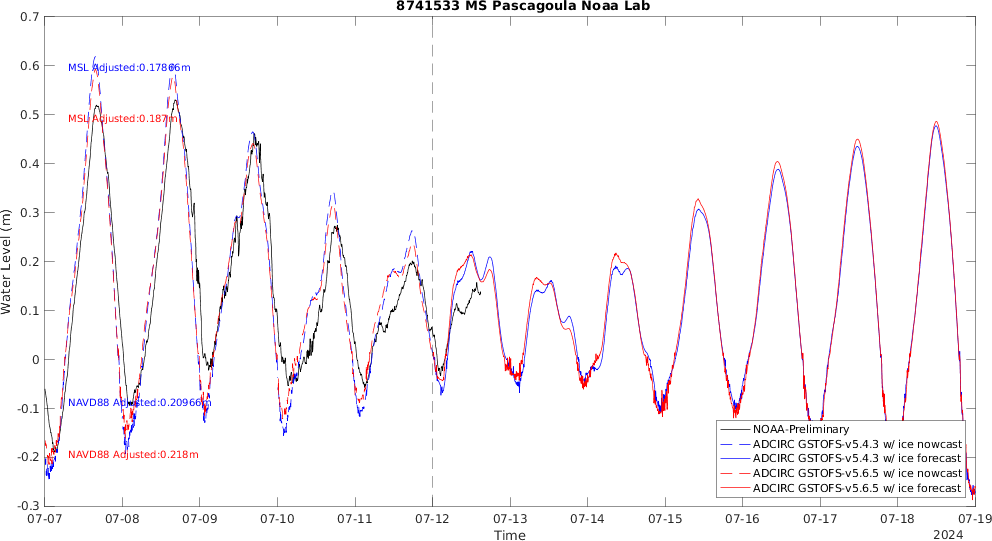 8741533 MS Pascagoula Noaa Lab
0.7
0.6
0.5
0.4
0.3
0.2
0.1
0
-0.1
-0.2
-0.3
Water Level (m)
MSL Adjusted:0.17866m
MSL Adjusted:0.187m
NAVD88 Adjusted:0.20966m
NAVD88 Adjusted:0.218m
NOAA-Preliminary
ADCIRC GSTOFS-v5.4.3 w/ ice nowcast
ADCIRC GSTOFS-v5.4.3 w/ ice forecast
ADCIRC GSTOFS-v5.6.5 w/ ice nowcast
ADCIRC GSTOFS-v5.6.5 w/ ice forecast
07-07 07-08 07-09 07-10 07-11 07-12 07-13 07-14 07-15 07-16 07-17 07-18 07-19
Time
2024